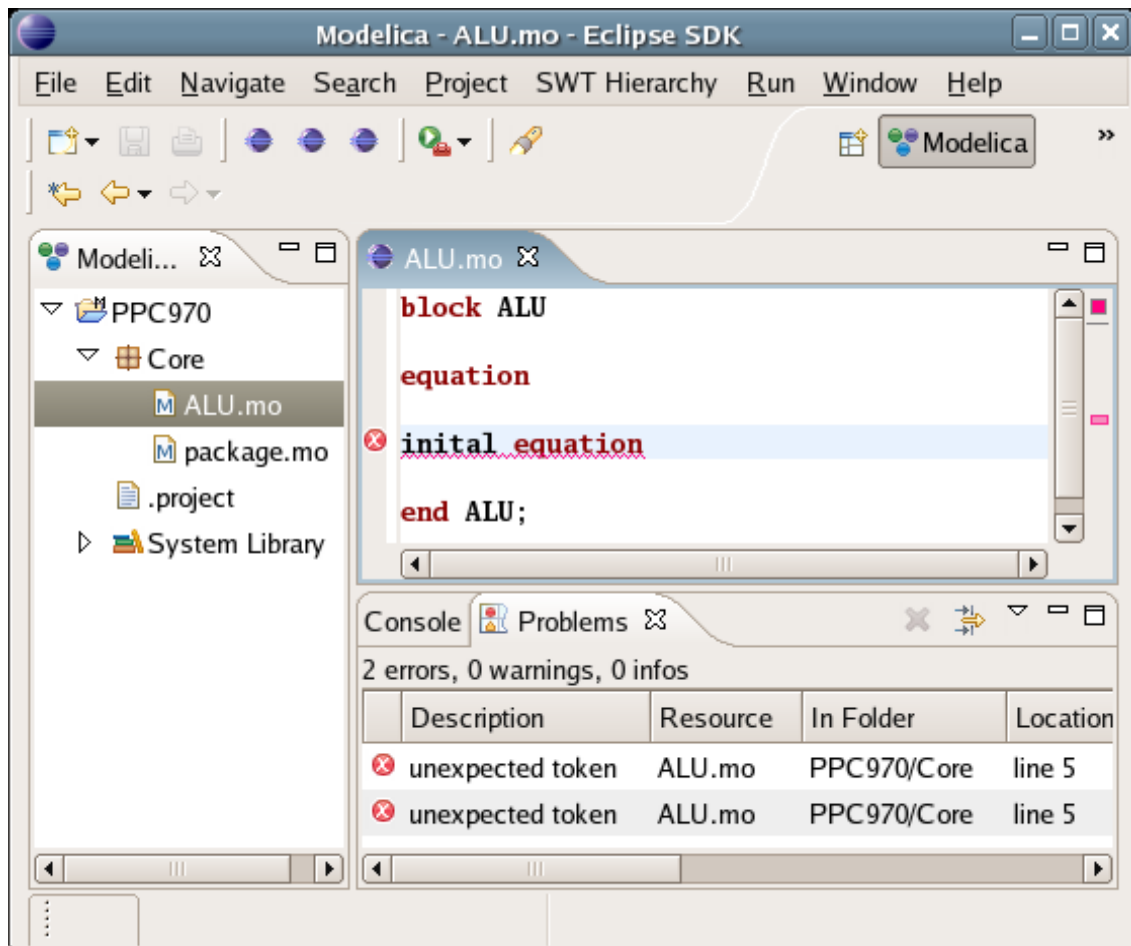 Modelica - ALU.mo - Eclipse SDK
File Edit Navigate Search Project SWT Hierarchy Run Window Help
Modelica »
Modeli...
PPC970
Core
ALU.mo
package.mo
.project
System Library
ALU.mo
block ALU
equation
inital equation
end ALU;
Console Problems
2 errors, 0 warnings, 0 infos
Description Resource In Folder Location
unexpected token ALU.mo PPC970/Core line 5
unexpected token ALU.mo PPC970/Core line 5